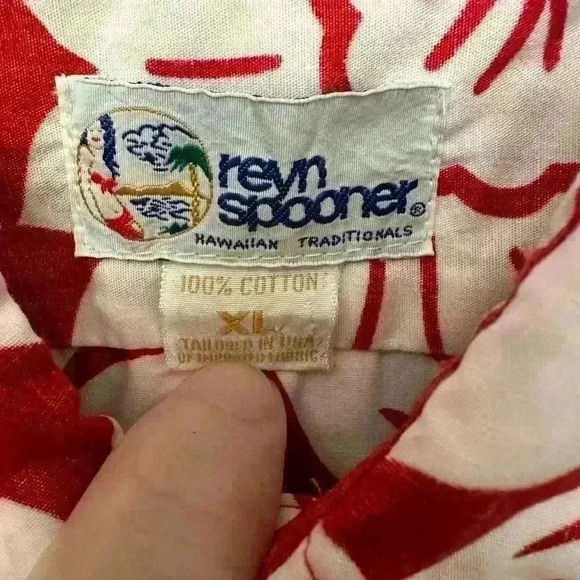 reyn
spooner®
HAWAIIAN TRADITIONALS
100% COTTON
XL
TAILORED IN USA
OF IMPORTED FABRIC